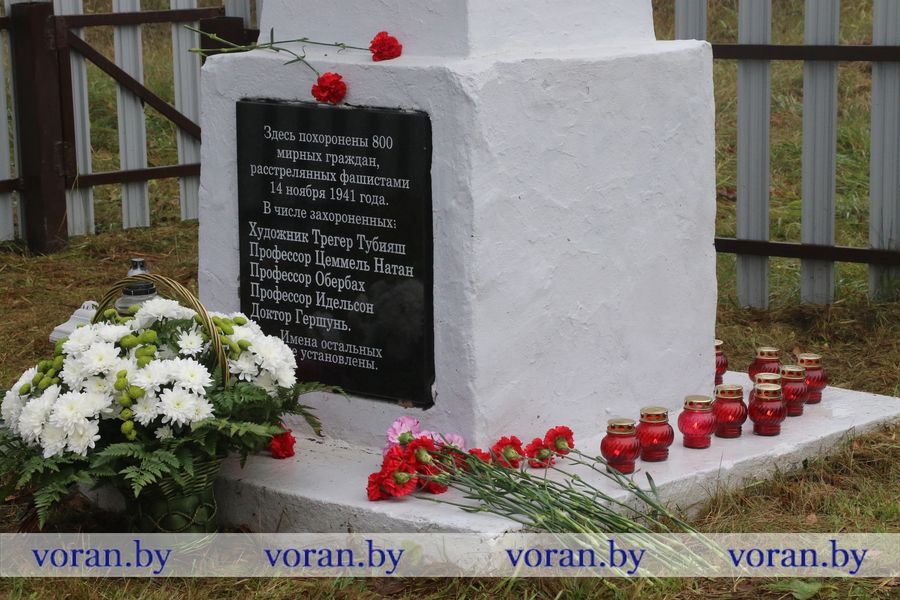 Здесь похоронены 800
мирных граждан,
расстрелянных фашистами
14 ноября 1941 года.
В числе захороненных:
Художник Трегер Тубияш
Профессор Цеммель Натан
Профессор Обербах
Профессор Идельсон
Доктор Гершунь.
Имена остальных
установлены.
voran.by voran.by voran.by voran.by